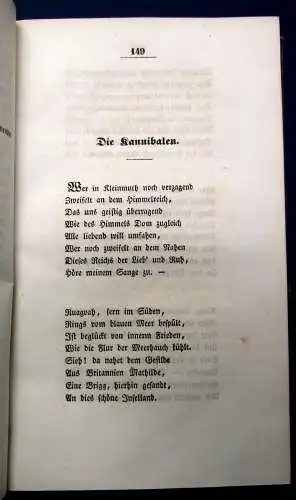 149
Die Kannibalen.
Wer in Kleinmuth noch verzagend
Zweifelt an dem Himmelreich,
Das uns geistig überragend
Wie des Himmels Dom zugleich
Alle liebend will umfahen,
Wer noch zweifelt an dem Nahen
Dieses Reichs der Lieb' und Ruh,
Höre meinem Sange zu. —
Ruagvah, fern im Süden,
Rings vom blauen Meer bespült,
Ist beglückt von innerm Frieden,
Wie die Flur der Meerhauch kühlt.
Sieh! da nahet dem Gefilde
Aus Britannien Mathilde,
Eine Brigg, hierhin gesandt,
An dies schöne Inselland.